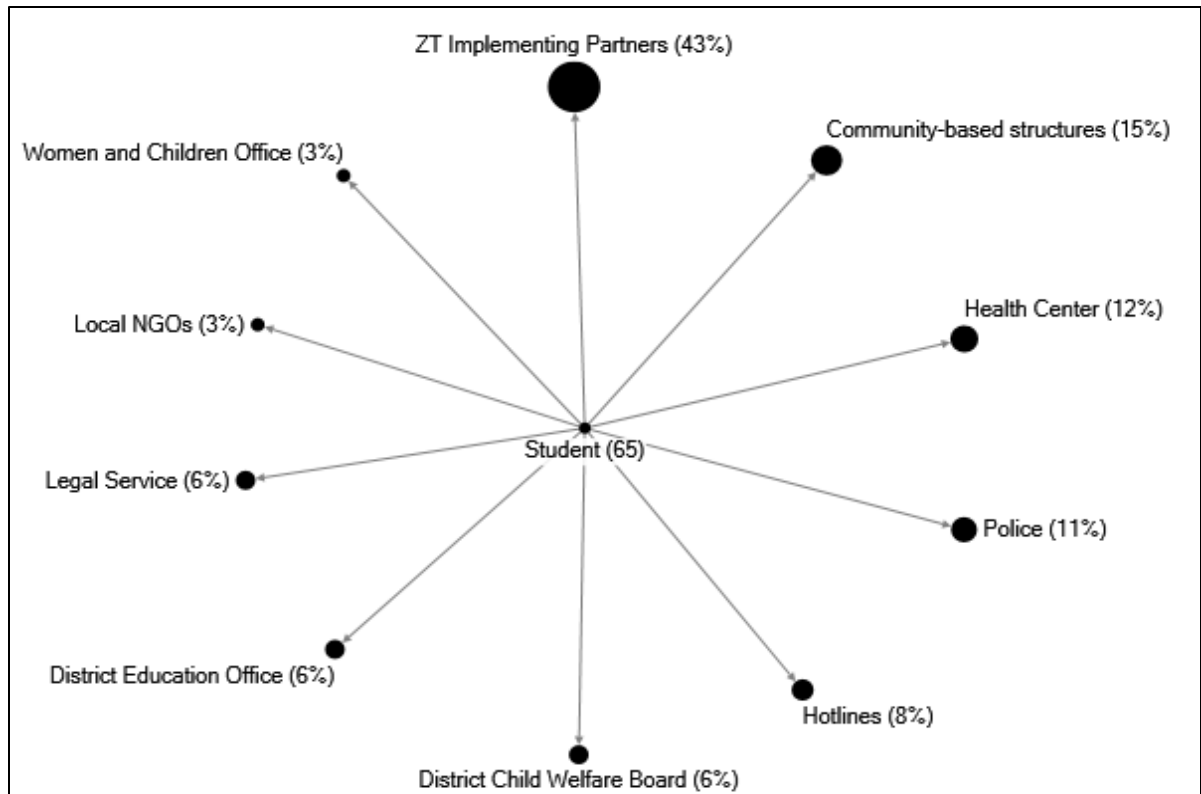 ZT Implementing Partners (43%)
Community-based structures (15%)
Women and Children Office (3%)
Health Center (12%)
Local NGOs (3%)
Student (65)
Legal Service (6%)
Police (11%)
District Education Office (6%)
Hotlines (8%)
District Child Welfare Board (6%)